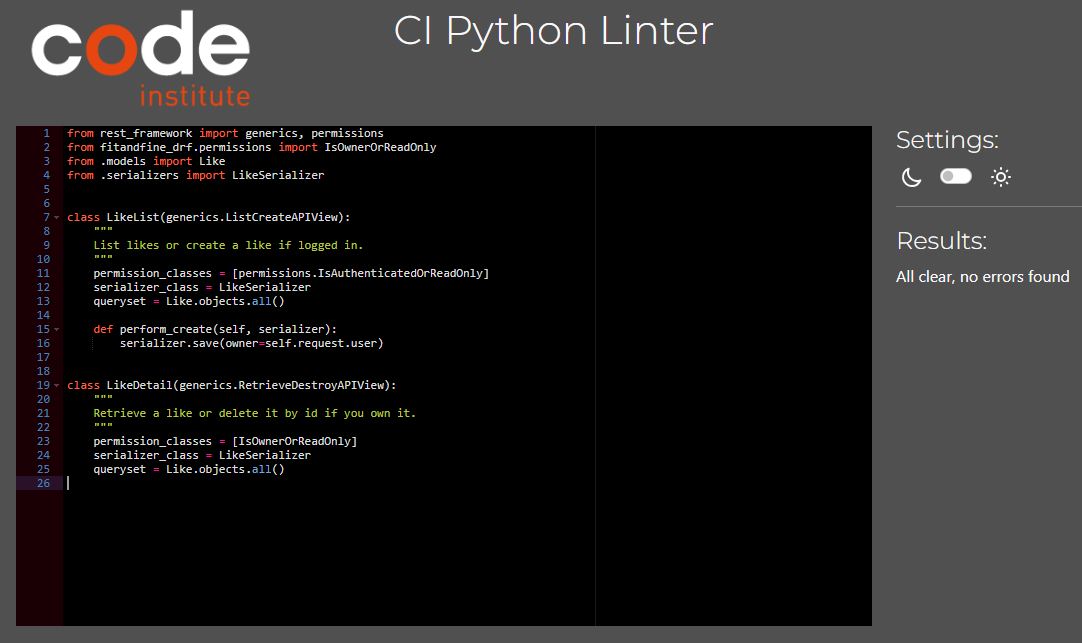 code
institute
CI Python Linter
1 from rest_framework import generics, permissions
2 from fitandfine_drf.permissions import IsOwnerOrReadOnly
3 from .models import Like
4 from .serializers import LikeSerializer
5
6
7 class LikeList(generics.ListCreateAPIView):
8     """
9     List likes or create a like if logged in.
10     """
11     permission_classes = [permissions.IsAuthenticatedOrReadOnly]
12     serializer_class = LikeSerializer
13     queryset = Like.objects.all()
14
15     def perform_create(self, serializer):
16         serializer.save(owner=self.request.user)
17
18
19 class LikeDetail(generics.RetrieveDestroyAPIView):
20     """
21     Retrieve a like or delete it by id if you own it.
22     """
23     permission_classes = [IsOwnerOrReadOnly]
24     serializer_class = LikeSerializer
25     queryset = Like.objects.all()
26
Settings:
Results:
All clear, no errors found